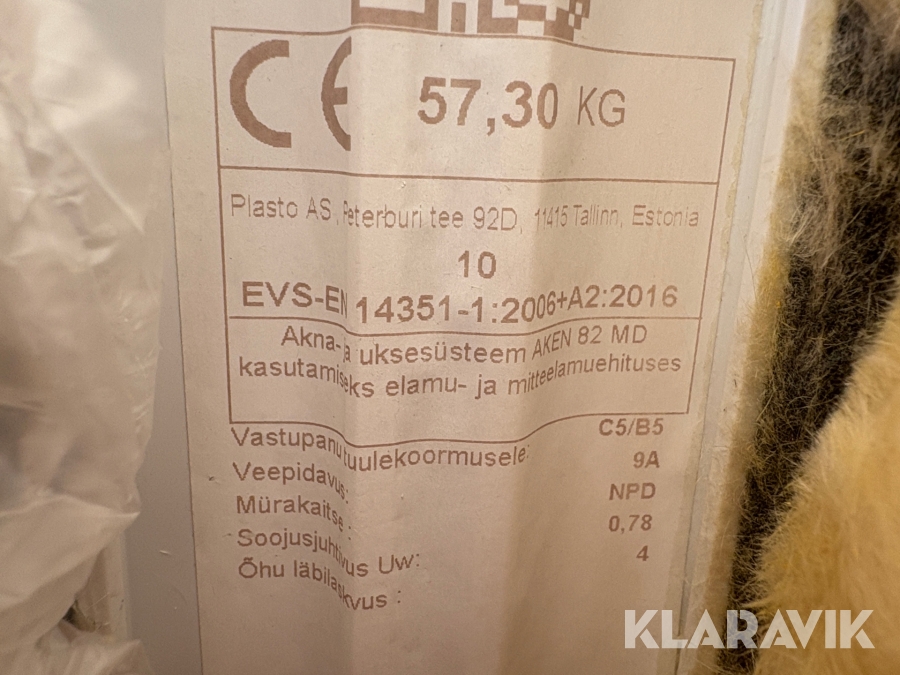 CE 57,30 KG
Plasto AS, Peterburi tee 92D, 11415 Tallinn, Estonia
10
EVS-EN 14351-1:2006+A2:2016
Akna- ja uksesüsteem AKEN 82 MD
kasutamiseks elamu- ja mitteelamuehituses
Vastupanu tuulekoormusele: C5/B5
Veepidavus: 9A
Mürakaitse: NPD
Soojusjuhtivus Uw: 0,78
Õhu läbilaskvus : 4
KLARAVIK